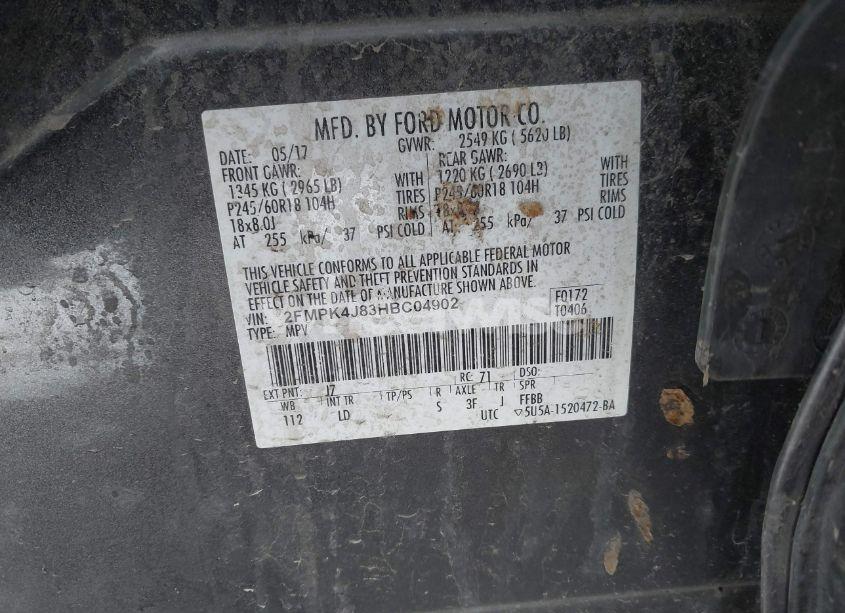 MFD. BY FORD MOTOR CO.
DATE: 05/17 GVWR: 2549 KG ( 5620 LB)
FRONT GAWR: REAR GAWR:
1345 KG ( 2965 LB) WITH 1220 KG ( 2690 LB) WITH
P245/60R18 104H TIRES P245/60R18 104H TIRES
18x8.0J RIMS RIMS
AT 255 kPa/ 37 PSI COLD AT 255 kPa/ 37 PSI COLD
THIS VEHICLE CONFORMS TO ALL APPLICABLE FEDERAL MOTOR
VEHICLE SAFETY AND THEFT PREVENTION STANDARDS IN
EFFECT ON THE DATE OF MANUFACTURE SHOWN ABOVE.
VIN: 2FMPK4J83HBC04902 F0172
TYPE: MPV T0406
EXT PNT: J7 RC: 71 DSO:
WB INT TR TP/PS R AXLE TR SPR
112 LD S 3F J FFBB
UTC ▽5U5A-1520472-BA